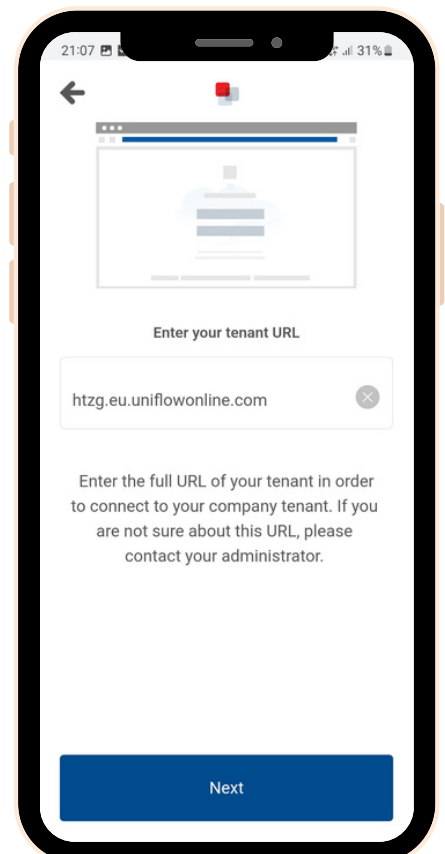 21:07
31%
Enter your tenant URL
htzg.eu.uniflowonline.com
Enter the full URL of your tenant in order
to connect to your company tenant. If you
are not sure about this URL, please
contact your administrator.
Next